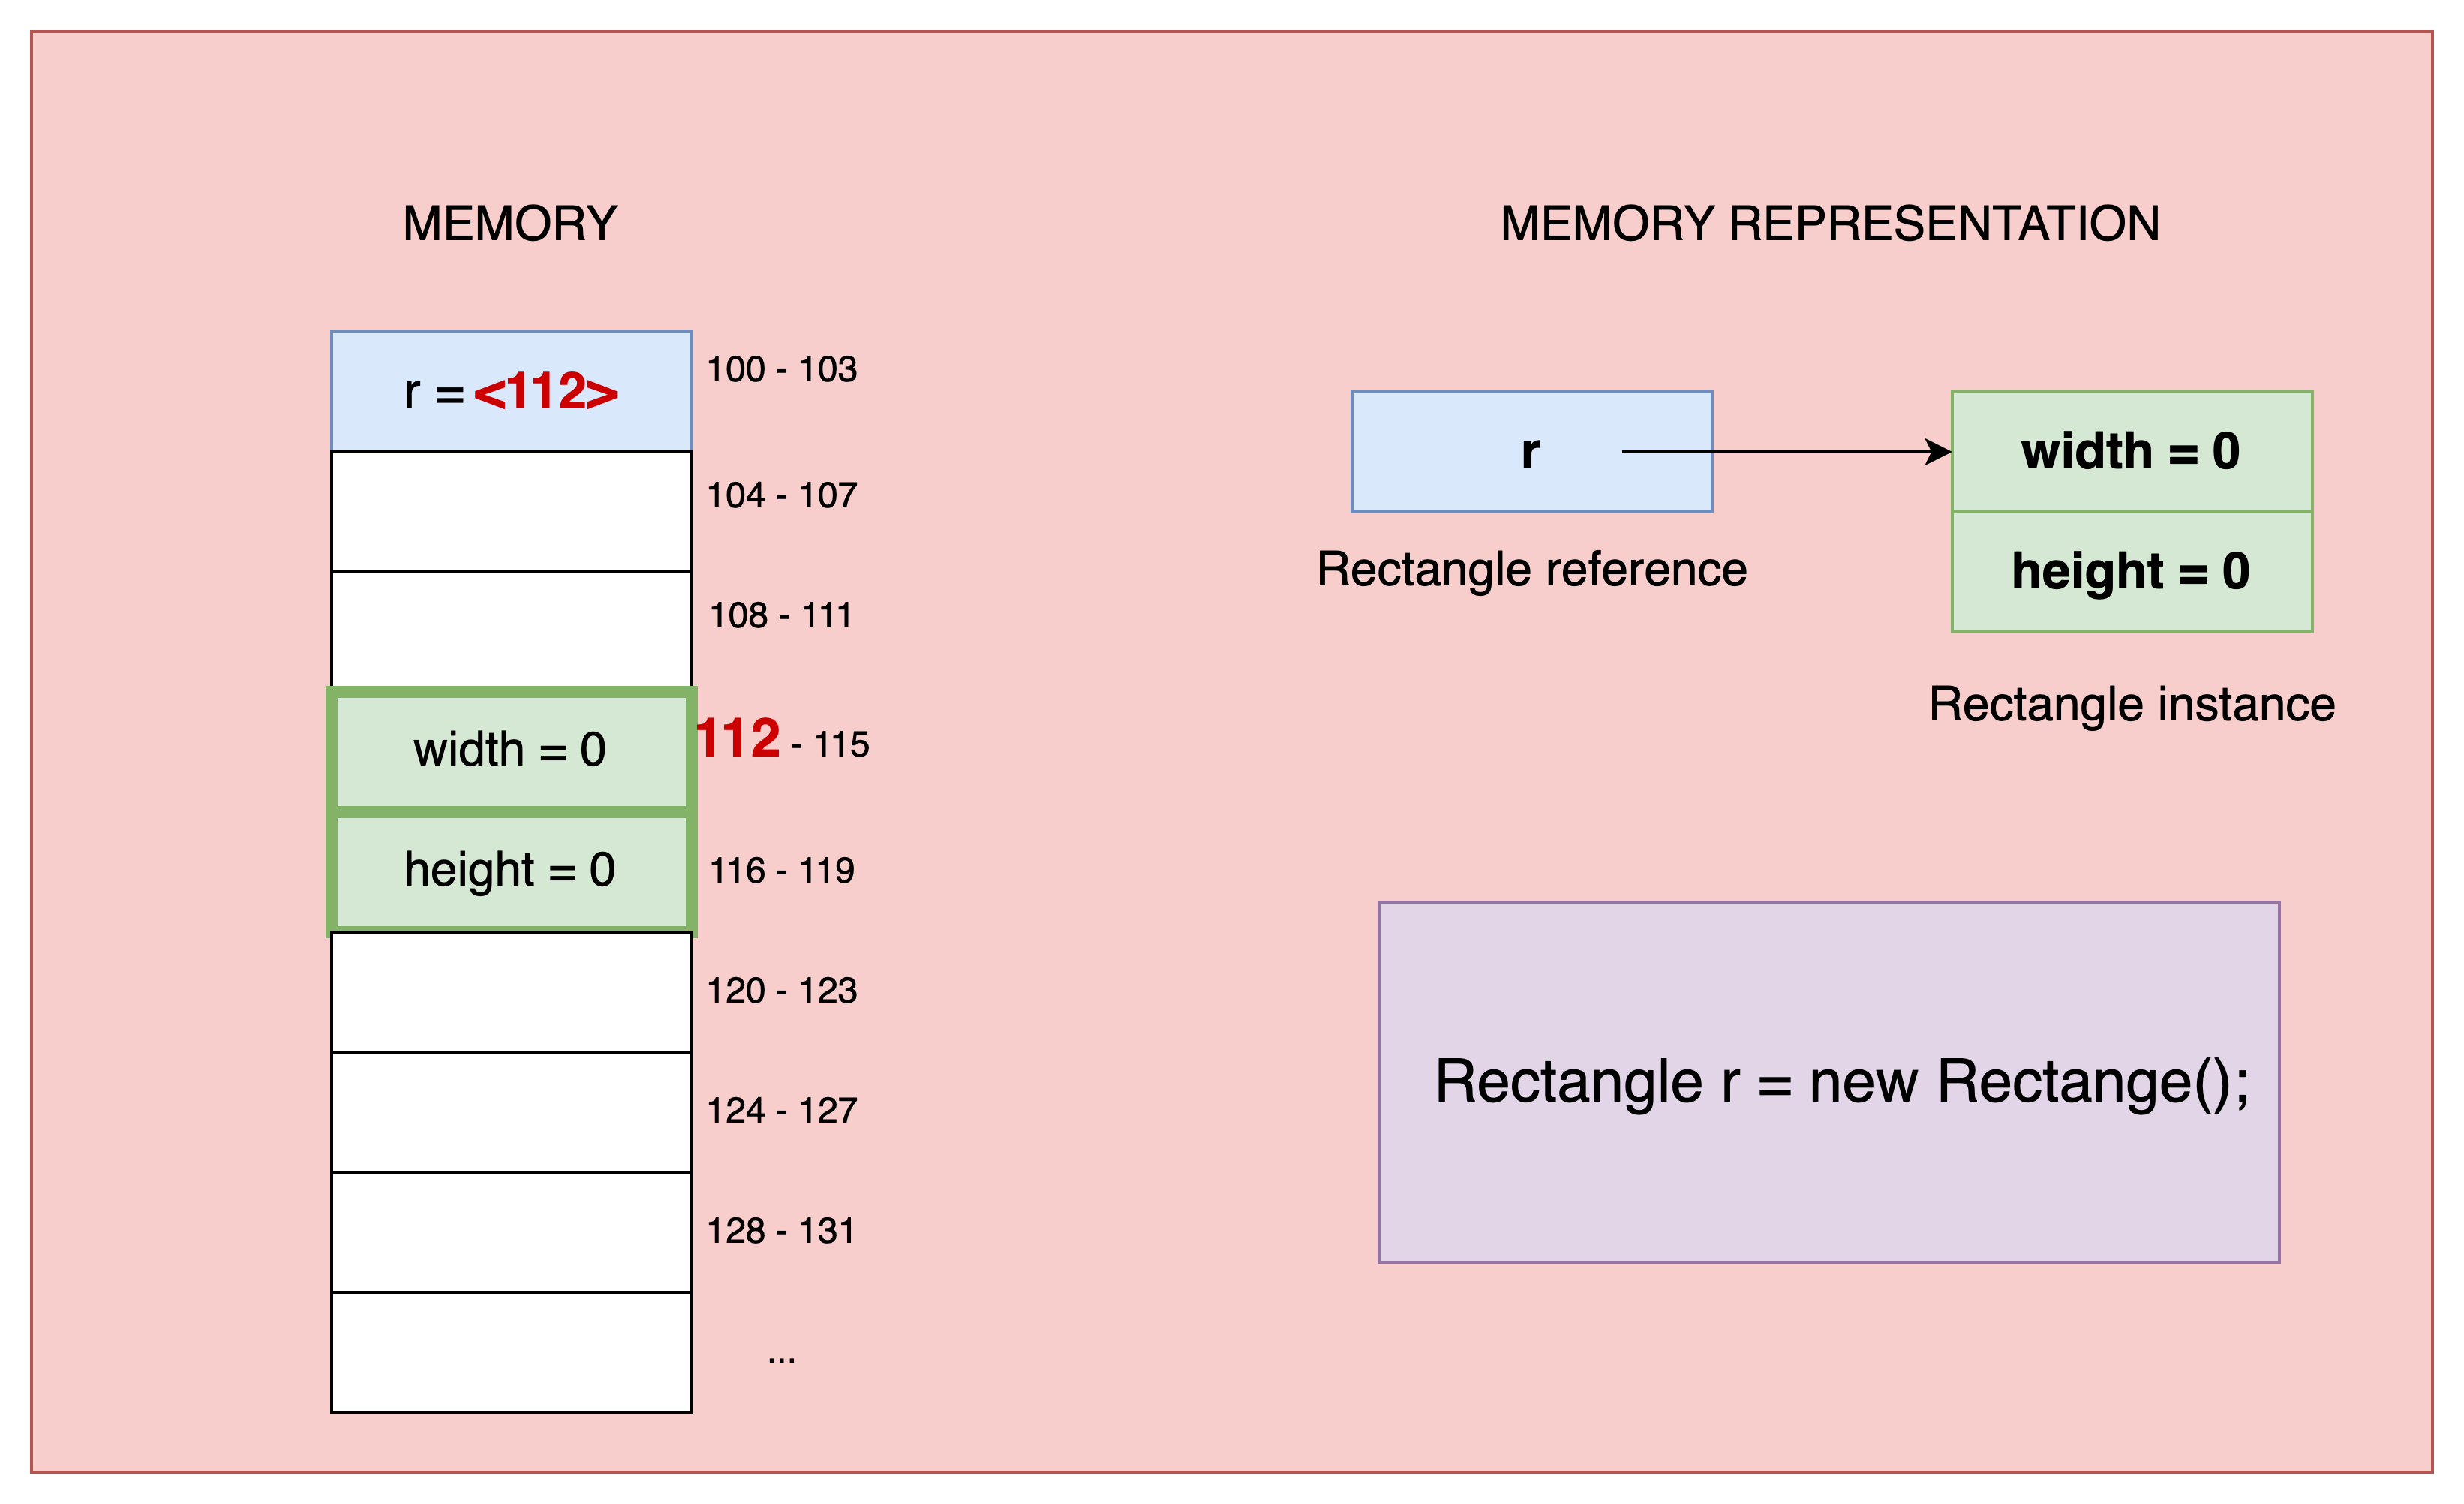 MEMORY
r = <112>
100 - 103
104 - 107
108 - 111
width = 0
112 - 115
height = 0
116 - 119
120 - 123
124 - 127
128 - 131
...
MEMORY REPRESENTATION
r
width = 0
height = 0
Rectangle reference
Rectangle instance
Rectangle r = new Rectange();